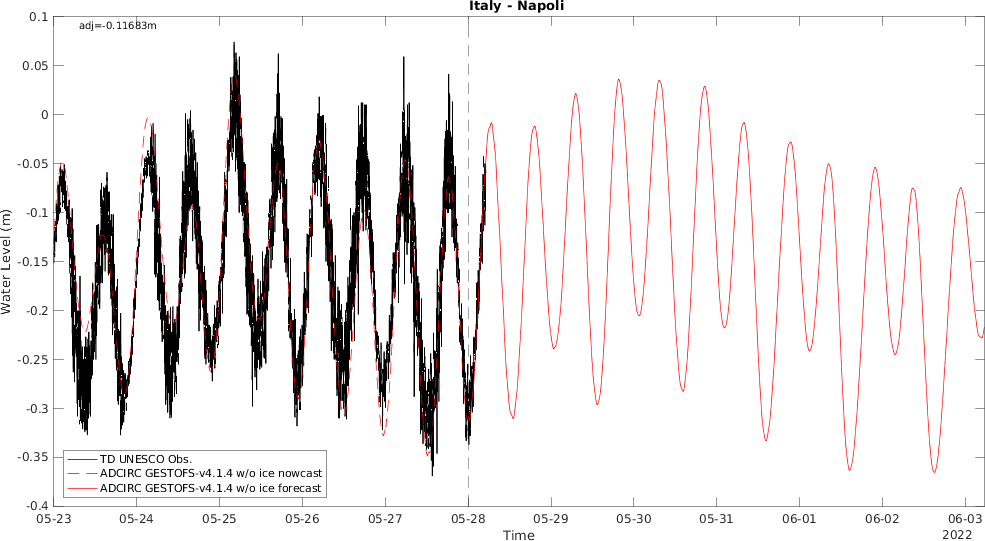 Italy - Napoli
adj=-0.11683m
0.1
0.05
0
-0.05
-0.1
-0.15
-0.2
-0.25
-0.3
-0.35
-0.4
Water Level (m)
TD UNESCO Obs.
ADCIRC GESTOFS-v4.1.4 w/o ice nowcast
ADCIRC GESTOFS-v4.1.4 w/o ice forecast
05-23 05-24 05-25 05-26 05-27 05-28 05-29 05-30 05-31 06-01 06-02 06-03
Time
2022